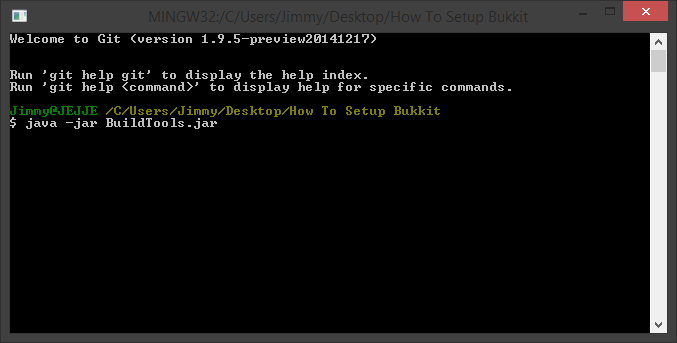 MINGW32:/C/Users/Jimmy/Desktop/How To Setup Bukkit
Welcome to Git (version 1.9.5-preview20141217)
Run 'git help git' to display the help index.
Run 'git help <command>' to display help for specific commands.
Jimmy@JEJJE /C/Users/Jimmy/Desktop/How To Setup Bukkit
$ java -jar BuildTools.jar